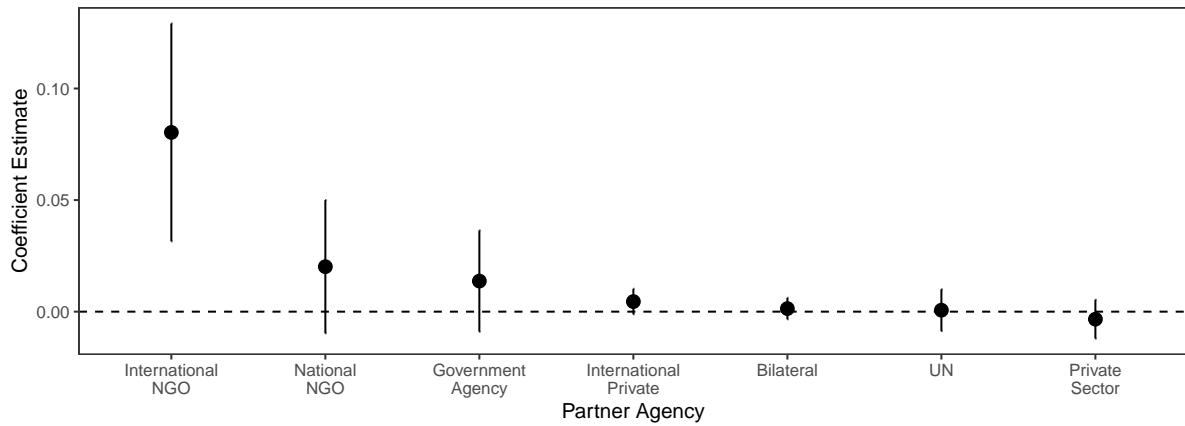 Coefficient Estimate
0.10
0.05
0.00
International
NGO
National
NGO
Government
Agency
International
Private
Bilateral
UN
Private
Sector
Partner Agency